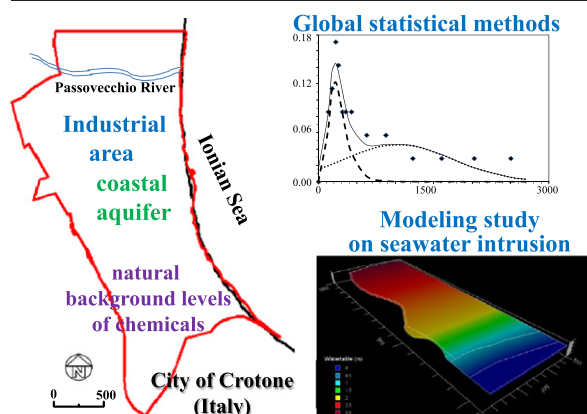 Passovecchio River
Industrial
area
coastal
aquifer
Ionian Sea
natural
background levels
of chemicals
N
0 500
City of Crotone
(Italy)
Global statistical methods
0.18
0.12
0.06
0.00
0 1500 3000
Modeling study
on seawater intrusion
Watertable (m)